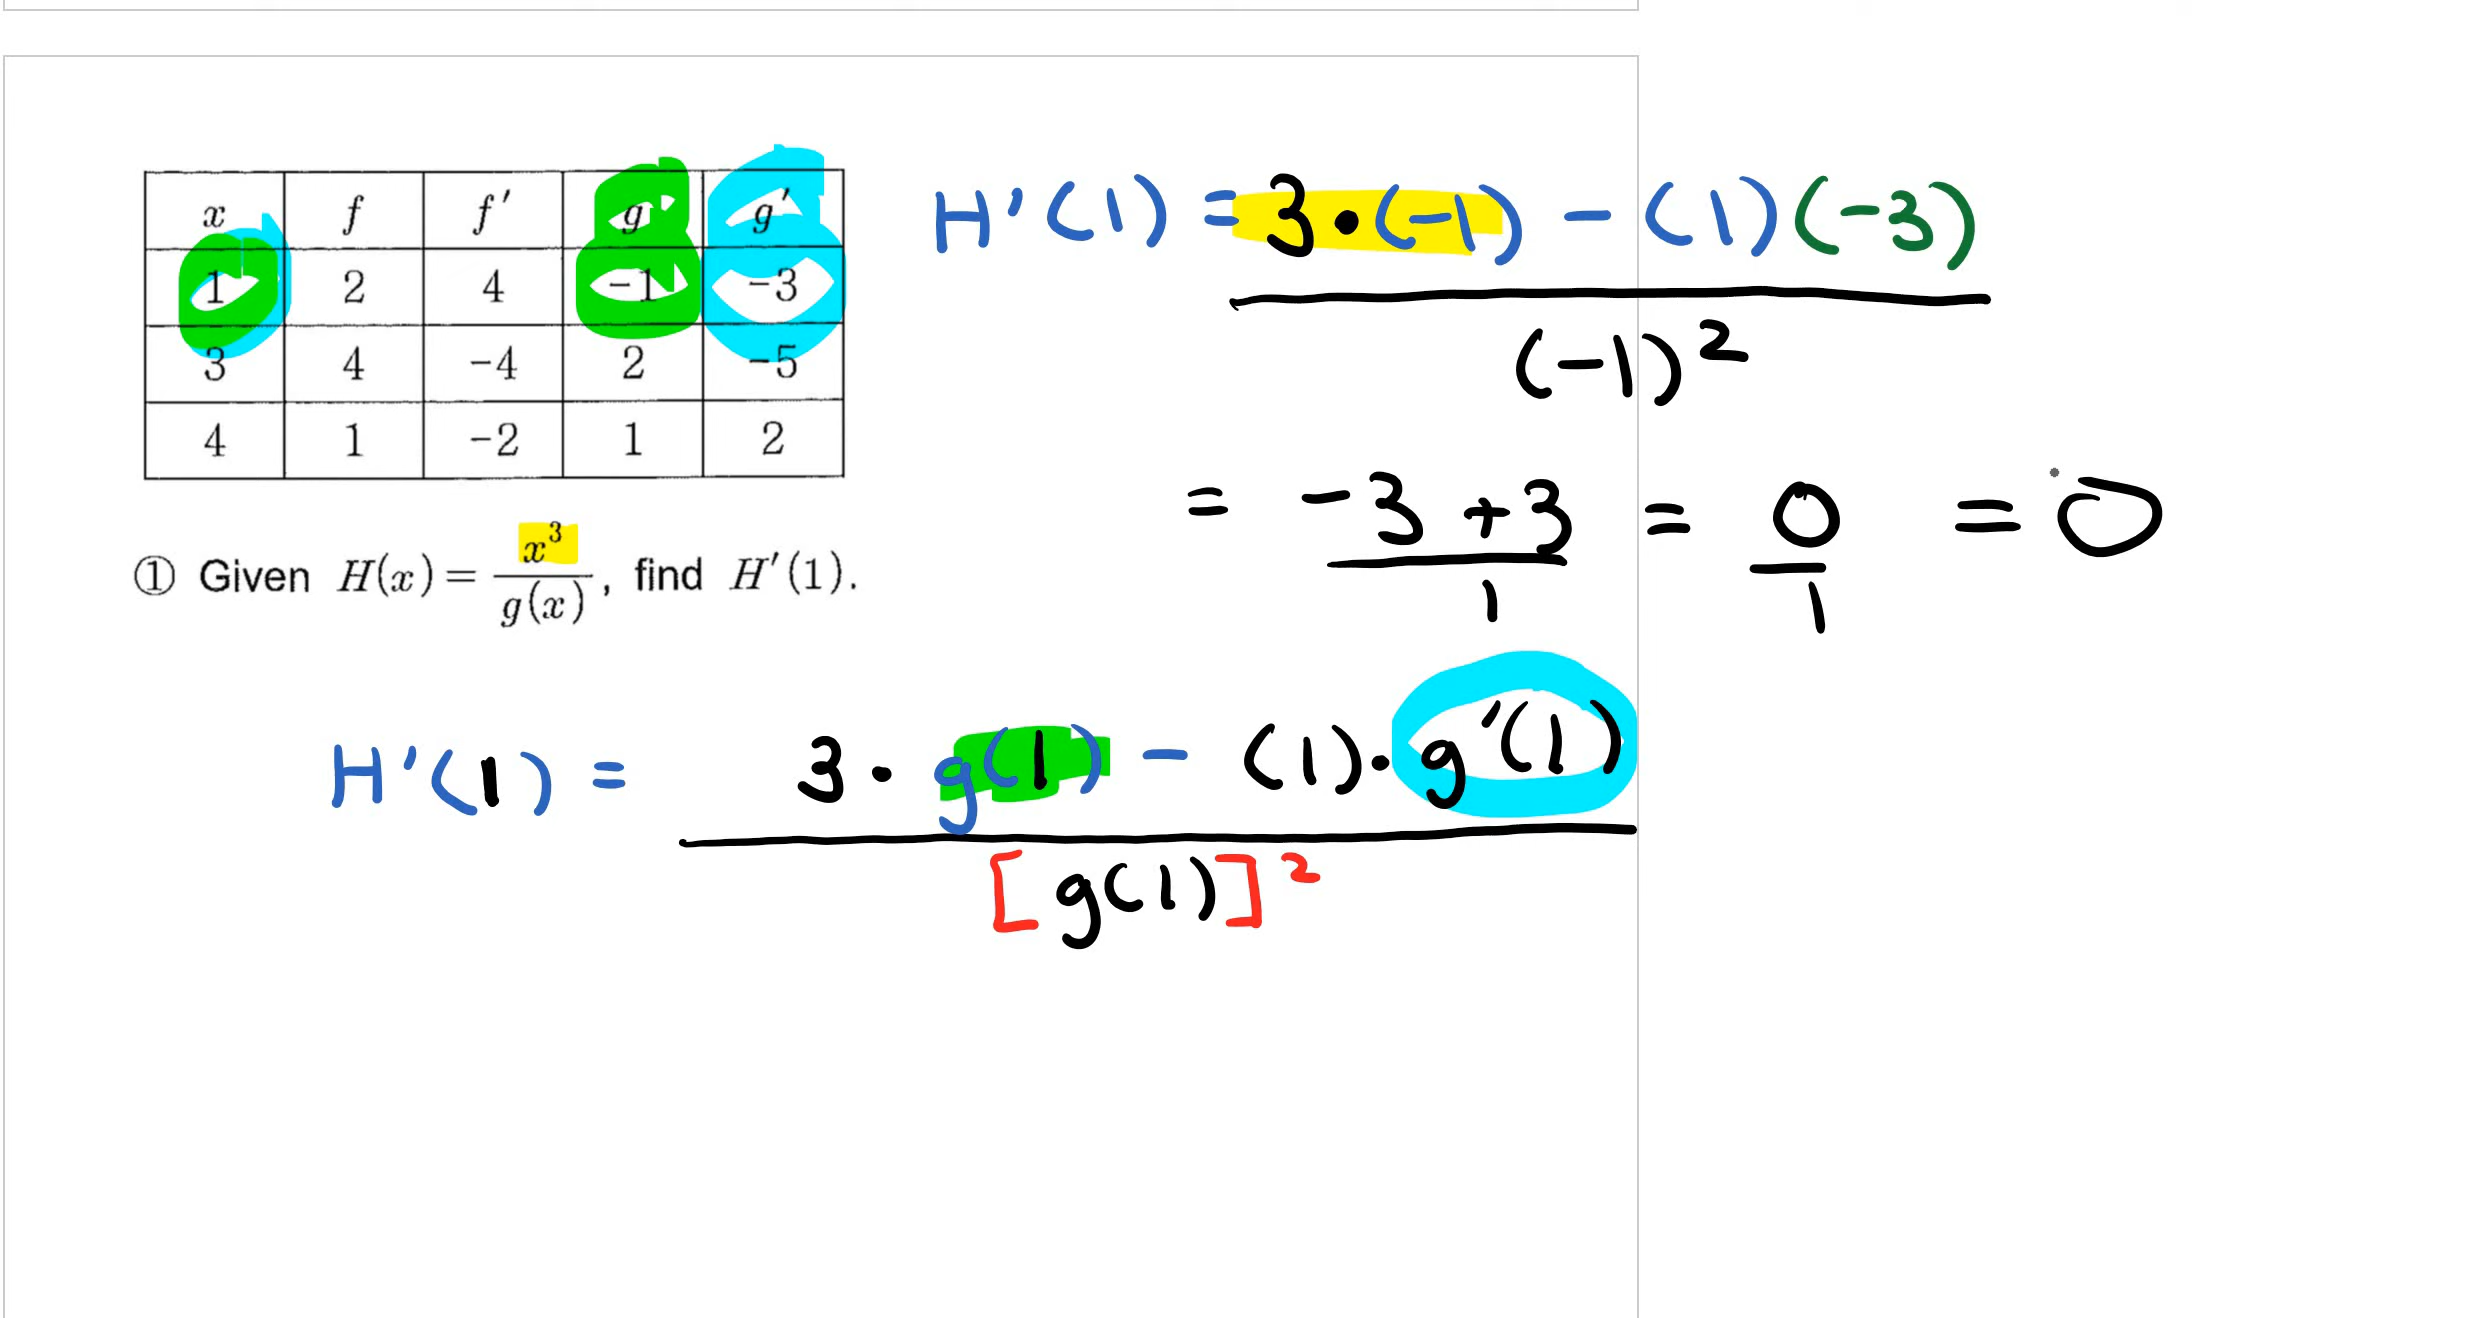 x f f′ g g′
1 2 4 -1 -3
3 4 -4 2 -5
4 1 -2 1 2
① Given H(x) = x³/g(x), find H′(1).
H'(1) = 3•(-1) - (1)(-3)
(-1)²
= -3 + 3 = 0 = 0
1 1
H'(1) = 3 · g(1) - (1)· g'(1)
[g(1)]²